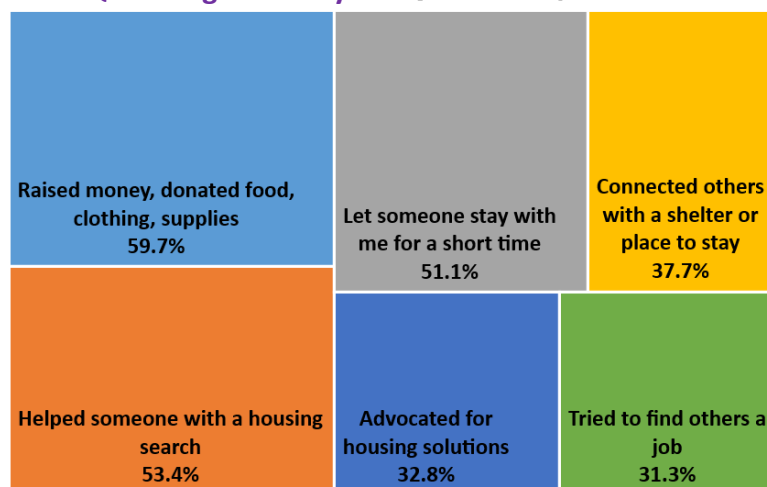 Raised money, donated food,
clothing, supplies
59.7%
Let someone stay with
me for a short time
51.1%
Connected others
with a shelter or
place to stay
37.7%
Helped someone with a housing
search
53.4%
Advocated for
housing solutions
32.8%
Tried to find others a
job
31.3%